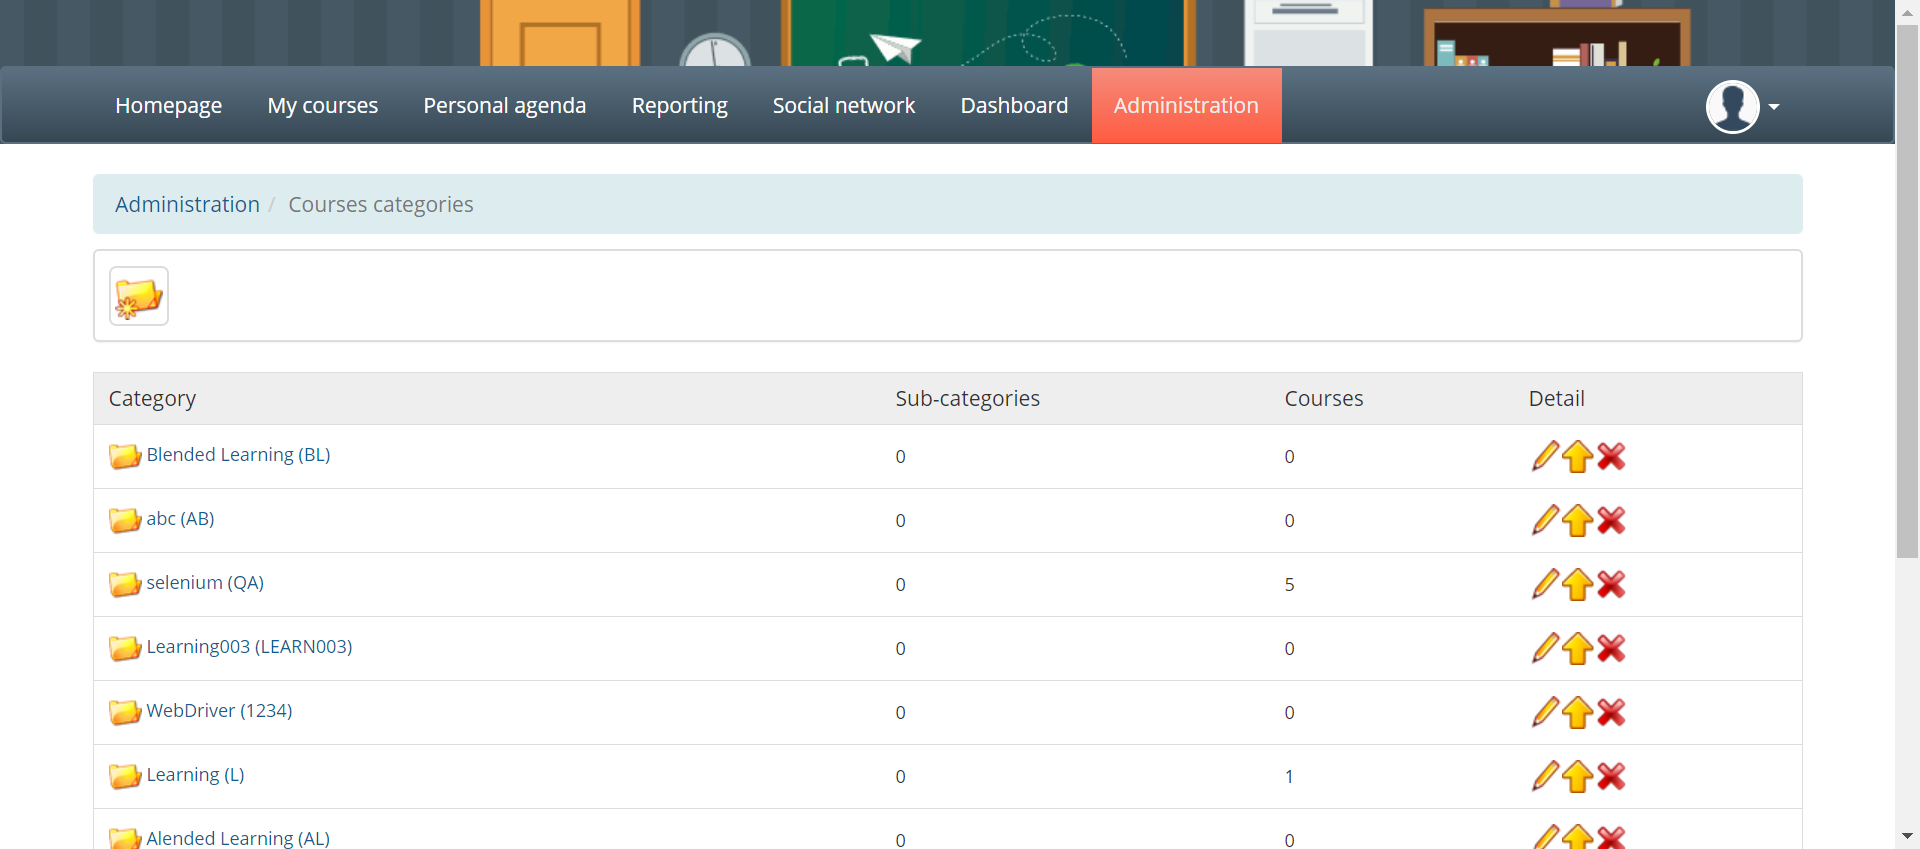 Homepage My courses Personal agenda Reporting Social network Dashboard Administration
Administration / Courses categories
Category Sub-categories Courses Detail
Blended Learning (BL) 0 0
abc (AB) 0 0
selenium (QA) 0 5
Learning003 (LEARN003) 0 0
WebDriver (1234) 0 0
Learning (L) 0 1
Alended Learning (AL) 0 0